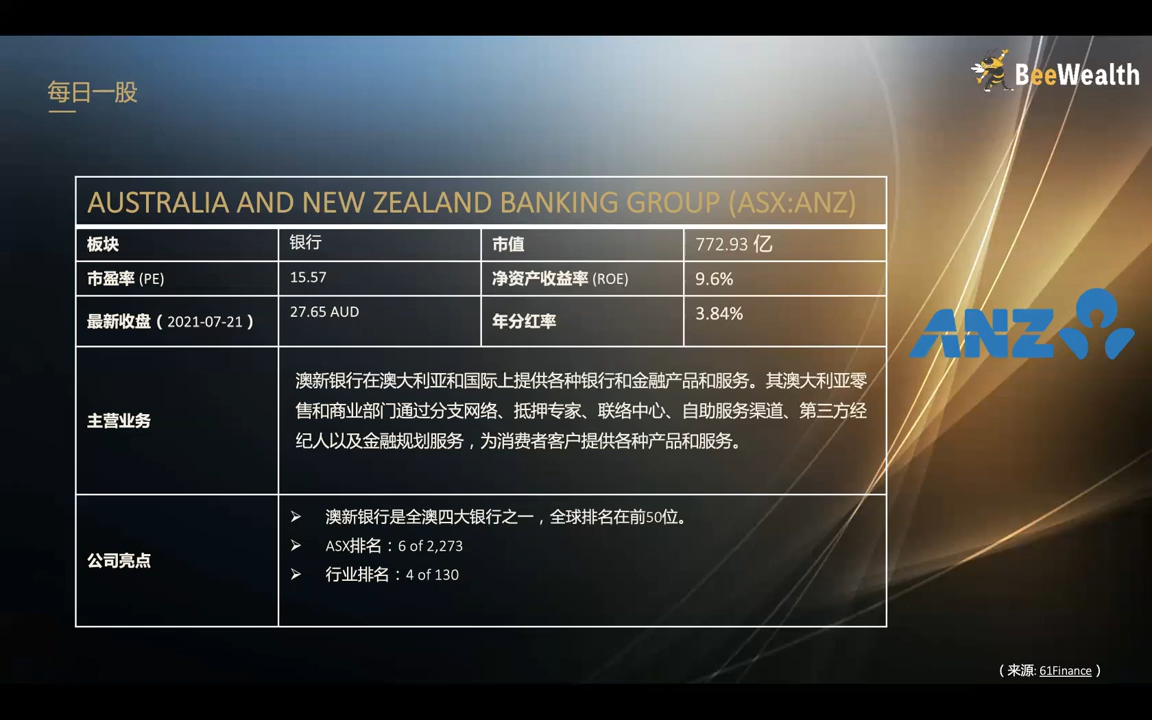 每日一股
BeeWealth
AUSTRALIA AND NEW ZEALAND BANKING GROUP (ASX:ANZ)
板块 银行 市值 772.93 亿
市盈率 (PE) 15.57 净资产收益率 (ROE) 9.6%
最新收盘（2021-07-21） 27.65 AUD 年分红率 3.84%
ANZ
主营业务
澳新银行在澳大利亚和国际上提供各种银行和金融产品和服务。其澳大利亚零
售和商业部门通过分支网络、抵押专家、联络中心、自助服务渠道、第三方经
纪人以及金融规划服务，为消费者客户提供各种产品和服务。
公司亮点
➢ 澳新银行是全澳四大银行之一，全球排名在前50位。
➢ ASX排名：6 of 2,273
➢ 行业排名：4 of 130
（来源: 61Finance）